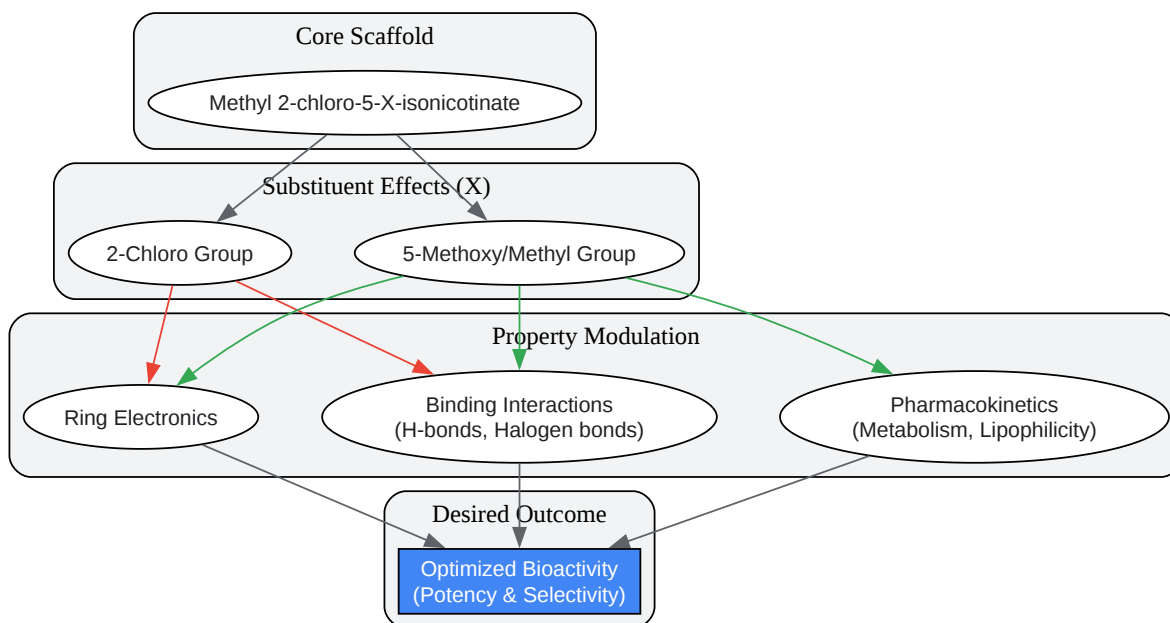 Core Scaffold
Methyl 2-chloro-5-X-isonicotinate
Substituent Effects (X)
2-Chloro Group
5-Methoxy/Methyl Group
Property Modulation
Ring Electronics
Binding Interactions
(H-bonds, Halogen bonds)
Pharmacokinetics
(Metabolism, Lipophilicity)
Desired Outcome
Optimized Bioactivity
(Potency & Selectivity)